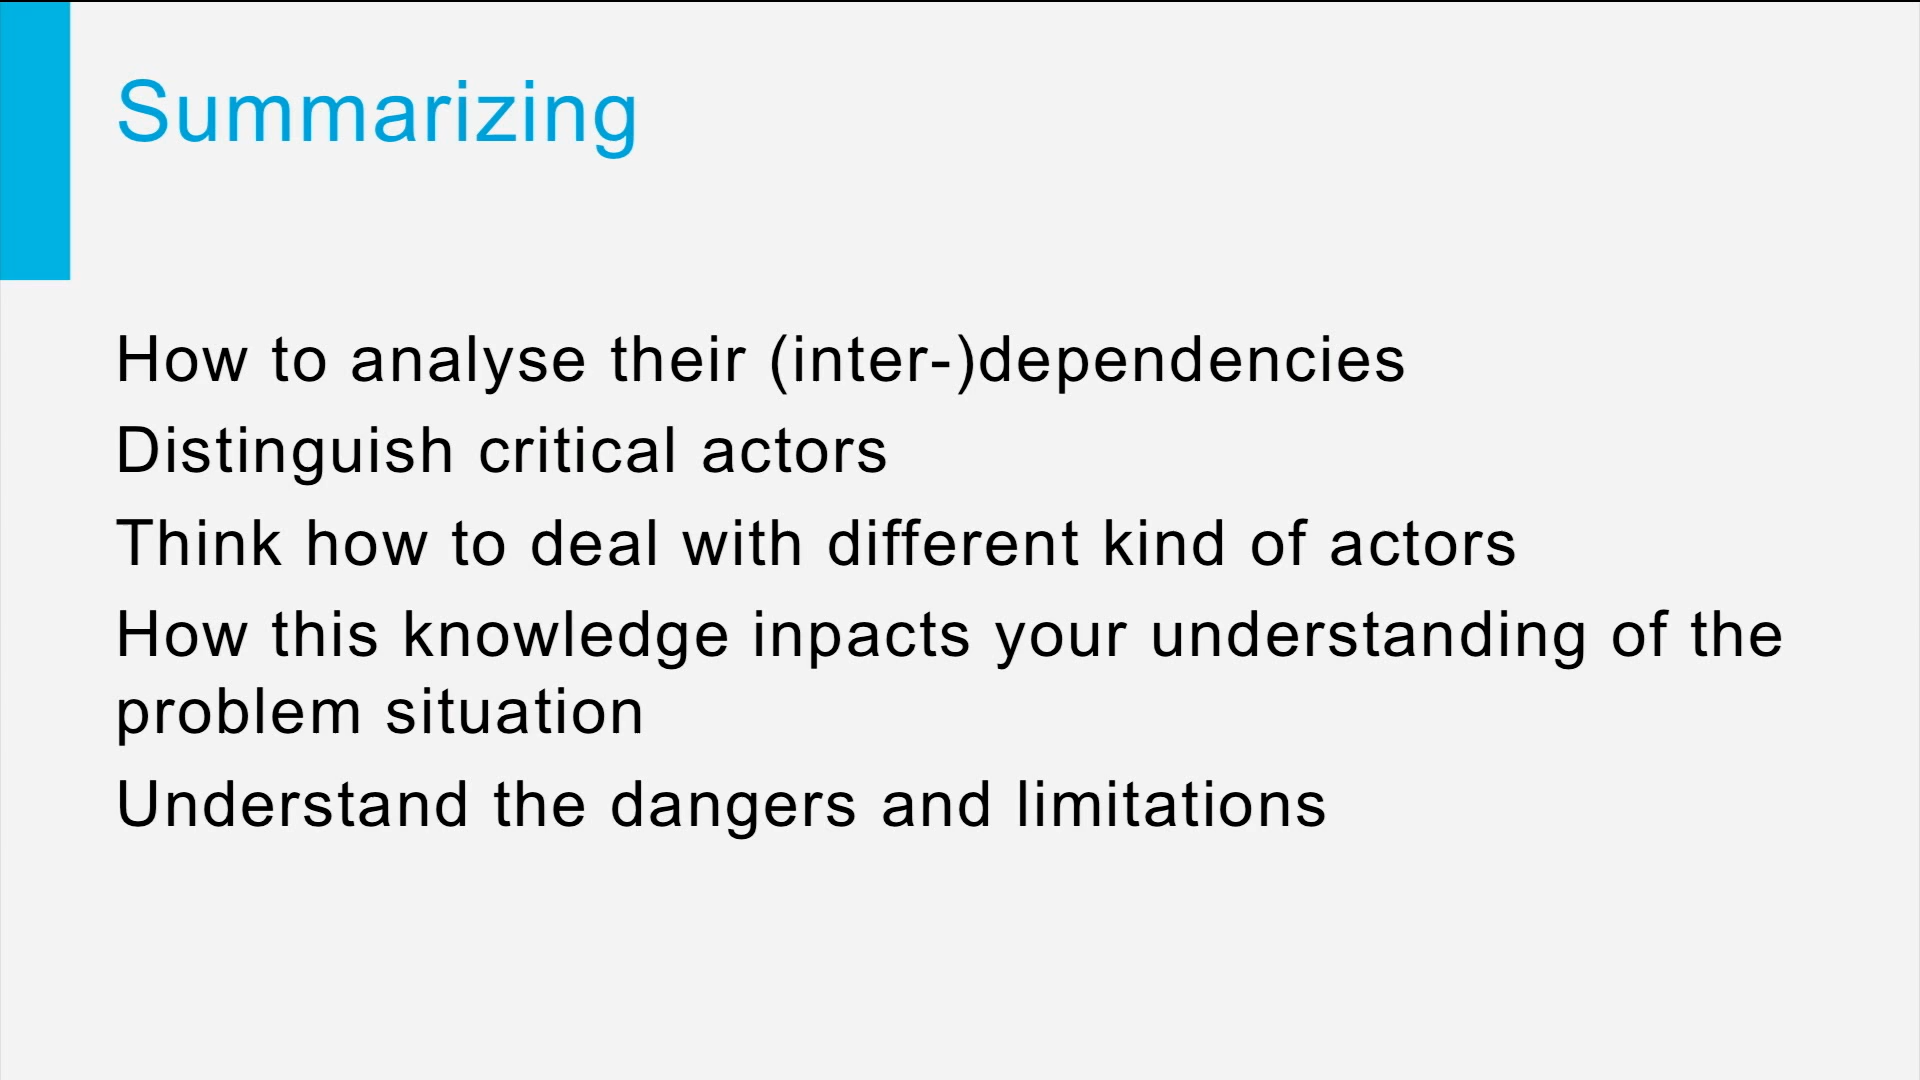 Summarizing
How to analyse their (inter-)dependencies
Distinguish critical actors
Think how to deal with different kind of actors
How this knowledge inpacts your understanding of the
problem situation
Understand the dangers and limitations